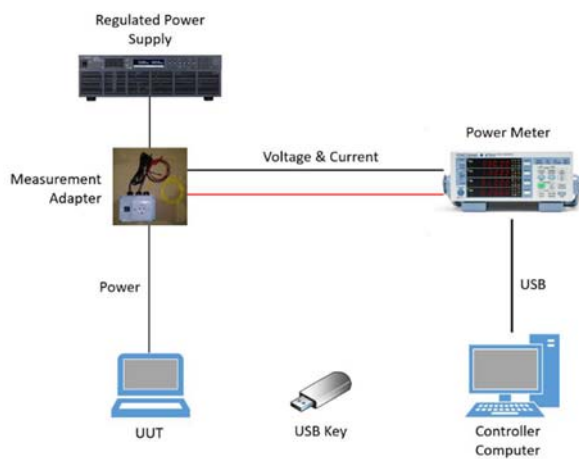 Regulated Power
Supply
Power Meter
Voltage & Current
Measurement
Adapter
Power
USB
UUT
USB Key
Controller
Computer